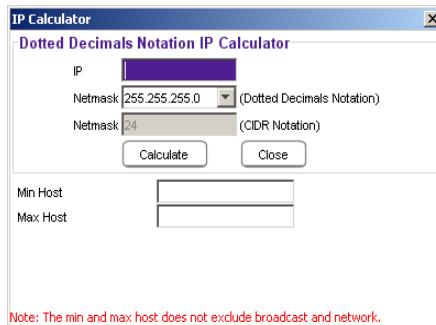 IP Calculator
Dotted Decimals Notation IP Calculator
IP
Netmask 255.255.255.0 (Dotted Decimals Notation)
Netmask 24 (CIDR Notation)
Calculate Close
Min Host
Max Host
Note: The min and max host does not exclude broadcast and network.